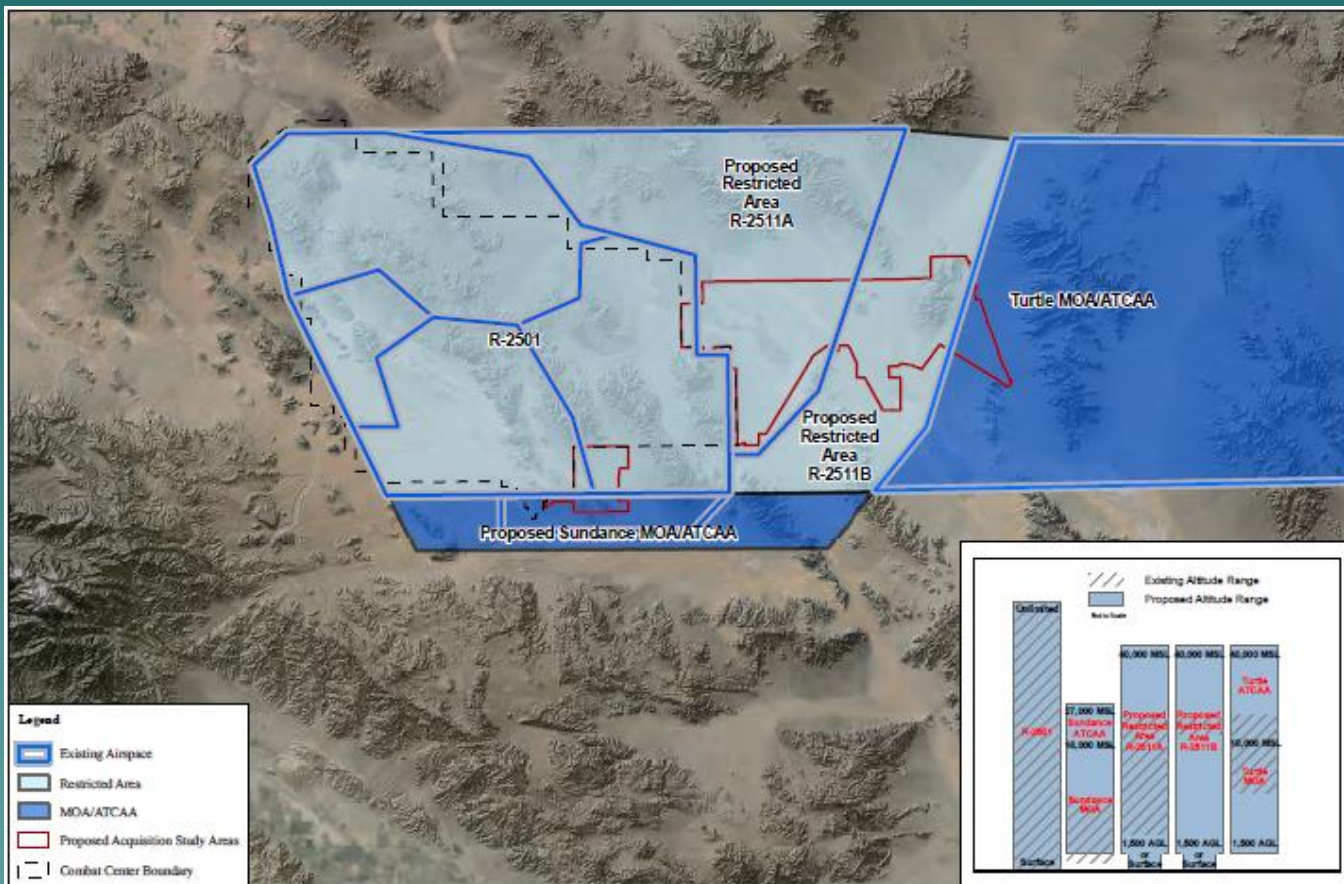 Proposed
Restricted
Area
R-2511A
Turtle MOA/ATCAA
R-2501
Proposed
Restricted
Area
R-2511B
Proposed Sundance MOA/ATCAA
Legend
Existing Airspace
Restricted Area
MOA/ATCAA
Proposed Acquisition Study Areas
Combat Center Boundary
Existing Altitude Range
Proposed Altitude Range
Not to Scale
Unlimited
R-2501
Surface
27,000 MSL
Sundance
ATCAA
18,000 MSL
Sundance
MOA
40,000 MSL
Proposed
Restricted
Area
R-2511A
1,500 AGL
or
Surface
40,000 MSL
Proposed
Restricted
Area
R-2511B
1,500 AGL
or
Surface
40,000 MSL
Turtle
ATCAA
18,000 MSL
Turtle
MOA
1,500 AGL